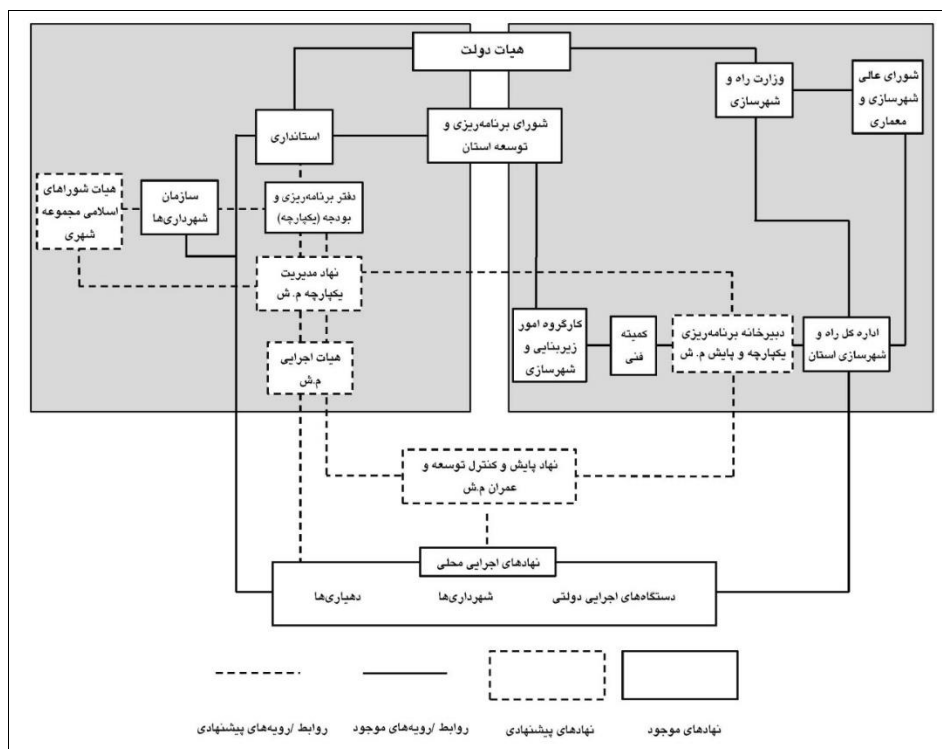 هیات دولت
شورای عالی
شهرسازی و
معماری
وزارت راه و
شهرسازی
شورای برنامه‌ریزی و
توسعه استان
استانداری
هیات شوراهای
اسلامی مجموعه
شهری
سازمان
شهرداری‌ها
دفتر برنامه‌ریزی و
بودجه (یکپارچه)
نهاد مدیریت
یکپارچه م. ش
هیات اجرایی
م.ش
کارگروه امور
زیربنایی و
شهرسازی
کمیته
فنی
دبیرخانه برنامه‌ریزی
یکپارچه و پایش م. ش
اداره کل راه و
شهرسازی استان
نهاد پایش و کنترل توسعه و
عمران م.ش
نهادهای اجرایی محلی
دستگاه‌های اجرایی دولتی
شهرداری‌ها
دهیاری‌ها
نهادهای موجود
نهادهای پیشنهادی
روابط /رویه‌های موجود
روابط /رویه‌های پیشنهادی